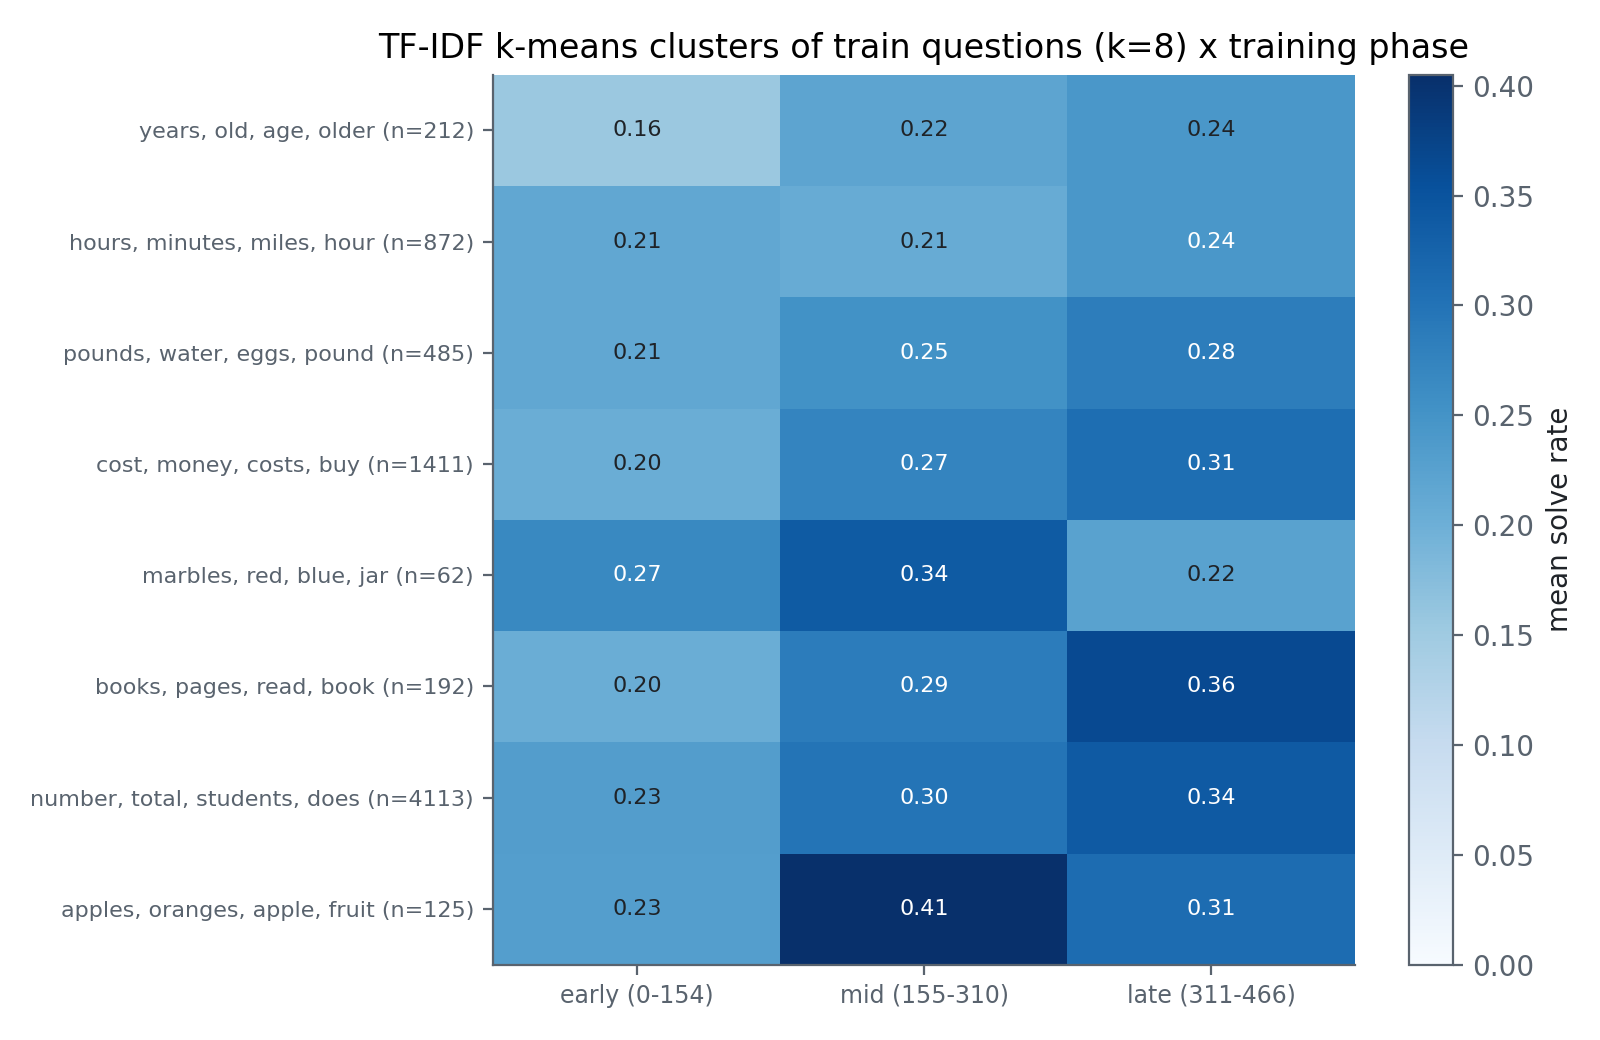 TF-IDF k-means clusters of train questions (k=8) x training phase
years, old, age, older (n=212) 0.16 0.22 0.24
hours, minutes, miles, hour (n=872) 0.21 0.21 0.24
pounds, water, eggs, pound (n=485) 0.21 0.25 0.28
cost, money, costs, buy (n=1411) 0.20 0.27 0.31
marbles, red, blue, jar (n=62) 0.27 0.34 0.22
books, pages, read, book (n=192) 0.20 0.29 0.36
number, total, students, does (n=4113) 0.23 0.30 0.34
apples, oranges, apple, fruit (n=125) 0.23 0.41 0.31
early (0-154) mid (155-310) late (311-466)
0.40
0.35
0.30
0.25
0.20
0.15
0.10
0.05
0.00
mean solve rate